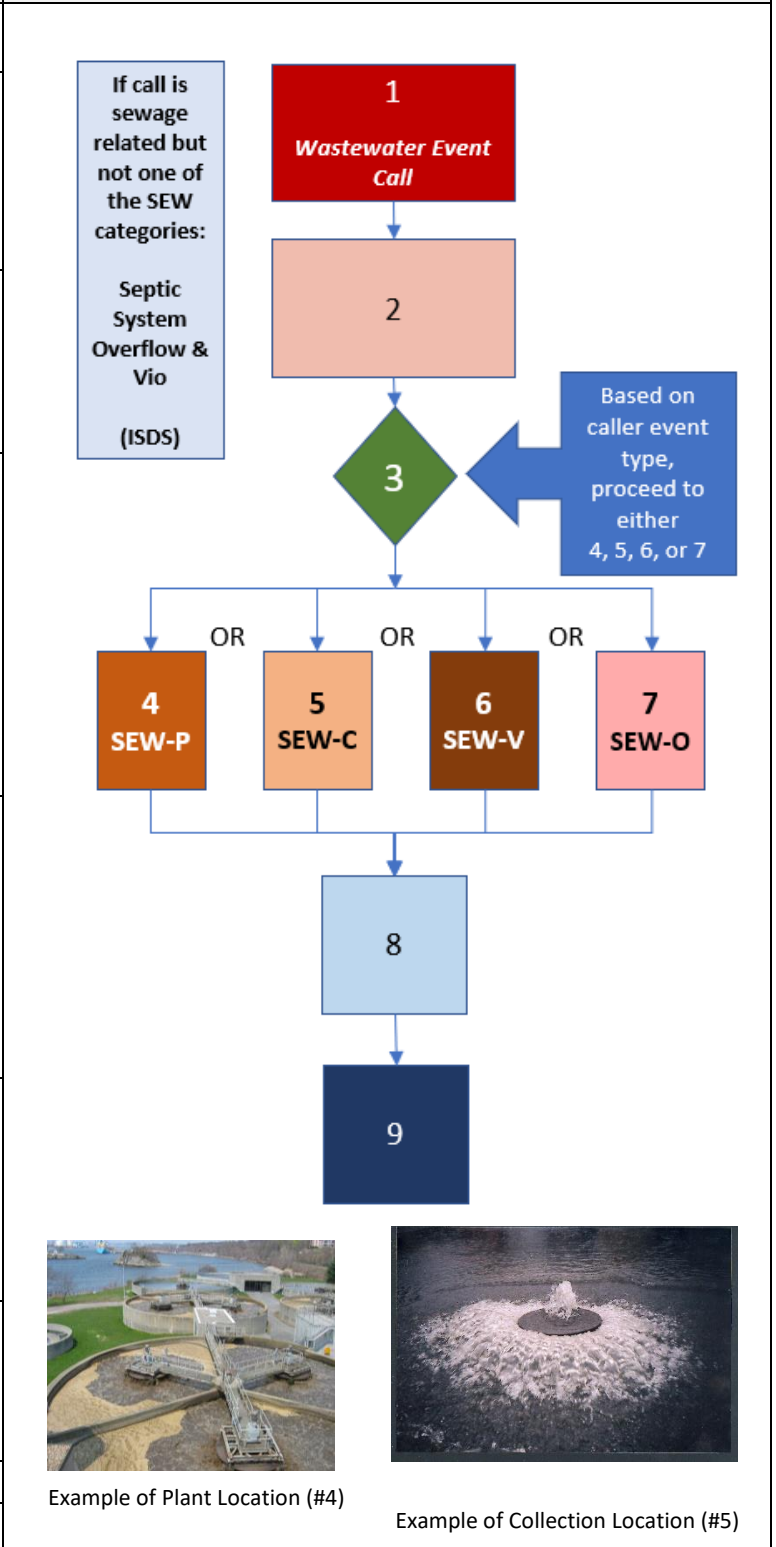 If call is
sewage
related but
not one of
the SEW
categories:
Septic
System
Overflow &
Vio
(ISDS)
1
Wastewater Event
Call
2
3
Based on
caller event
type,
proceed to
either
4, 5, 6, or 7
OR
OR
OR
4
SEW-P
5
SEW-C
6
SEW-V
7
SEW-O
8
9
Example of Plant Location (#4)
Example of Collection Location (#5)